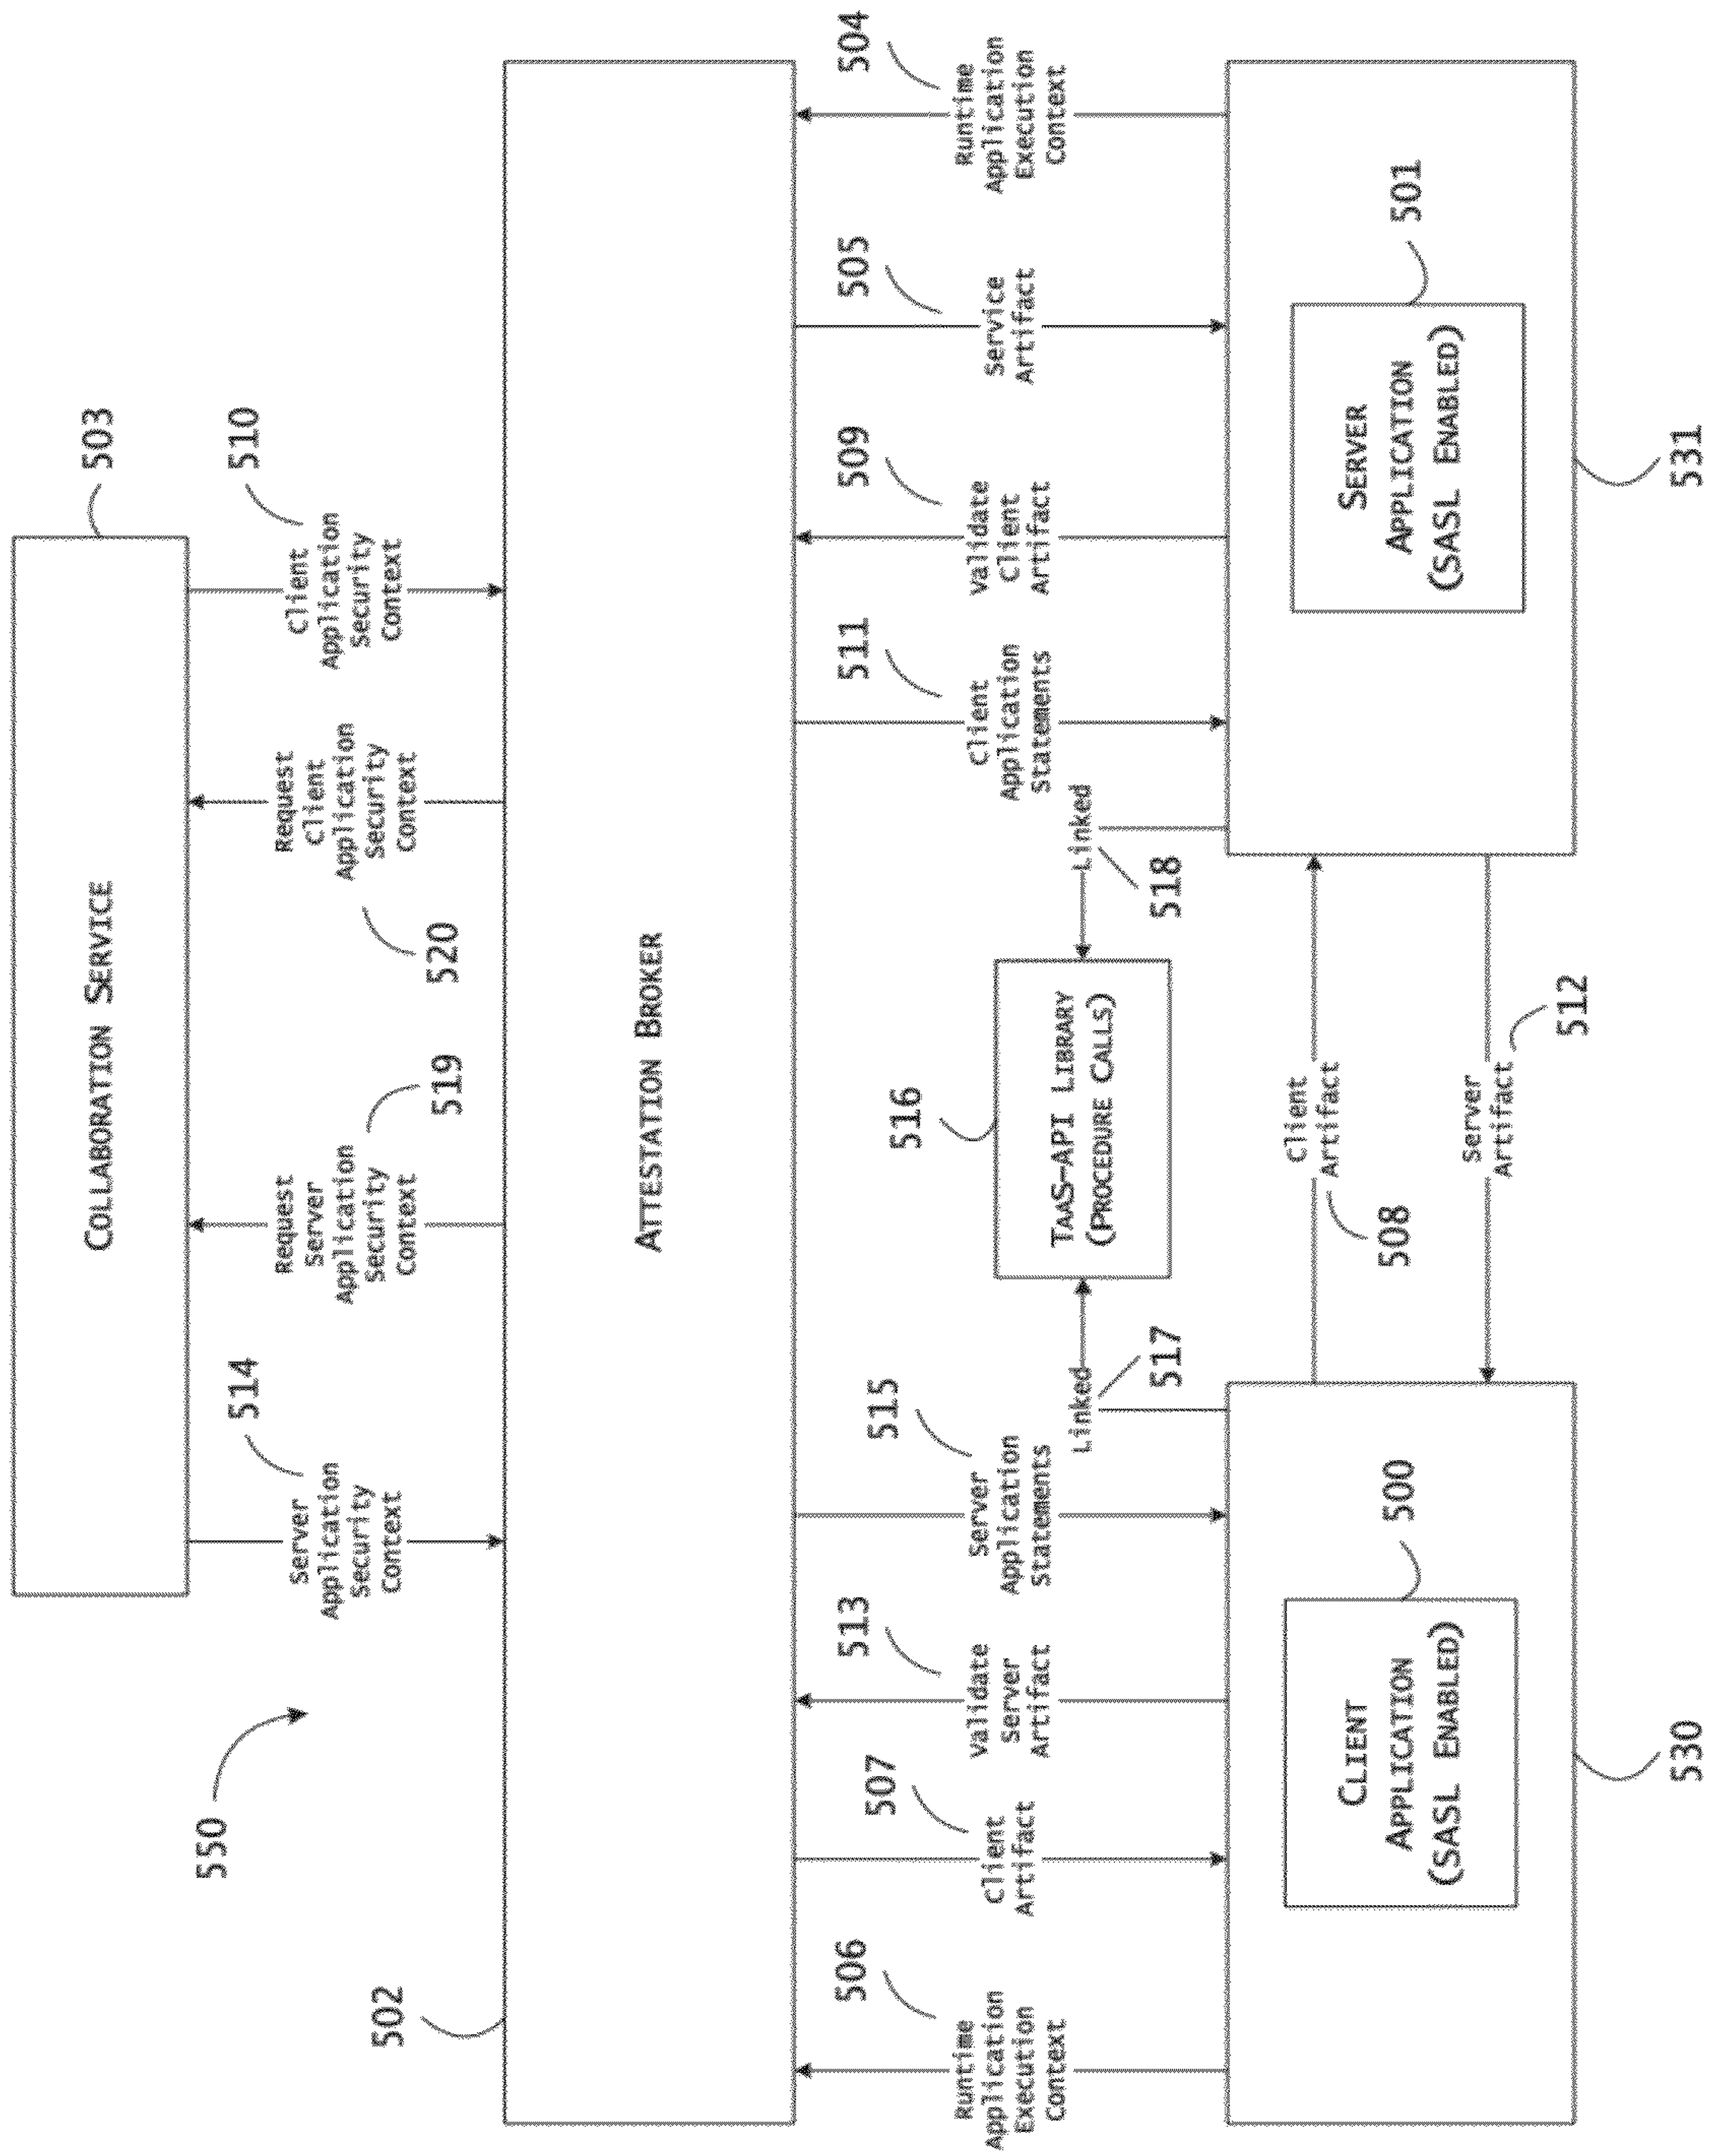 503
COLLABORATION SERVICE
550
514
Server
Application
Security
Context
519
Request
Server
Application
Security
Context
520
Request
Client
Application
Security
Context
510
Client
Application
Security
Context
502
ATTESTATION BROKER
506
Runtime
Application
Execution
Context
507
Client
Artifact
513
Validate
Server
Artifact
515
Server
Application
Statements
Linked
517
516
TAAS-API LIBRARY
(PROCEDURE CALLS)
Linked
518
511
Client
Application
Statements
509
Validate
Client
Artifact
505
Service
Artifact
504
Runtime
Application
Execution
Context
500
CLIENT
APPLICATION
(SASL ENABLED)
530
Client
Artifact
508
Server
Artifact
512
501
SERVER
APPLICATION
(SASL ENABLED)
531